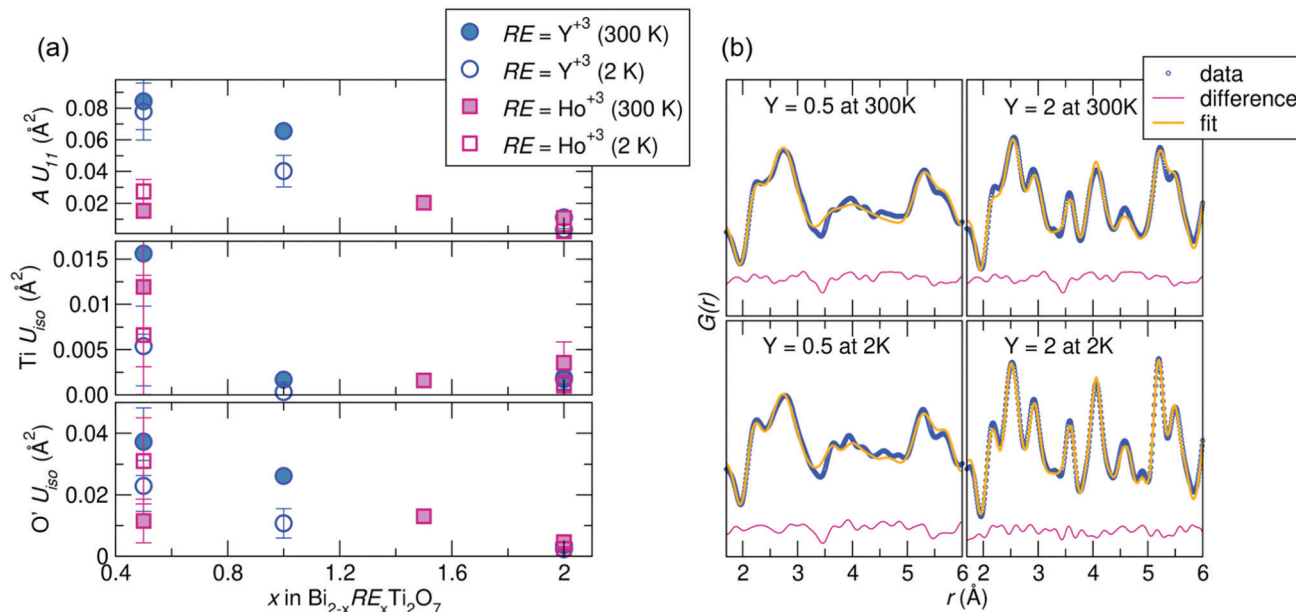 (a)
RE = Y+3 (300 K)
RE = Y+3 (2 K)
RE = Ho+3 (300 K)
RE = Ho+3 (2 K)
A U11 (Å2)
0.08
0.06
0.04
0.02
Ti Uiso (Å2)
0.015
0.010
0.005
0.00
O' Uiso (Å2)
0.04
0.02
0
0.4 0.8 1.2 1.6 2
x in Bi2-xRExTi2O7
(b)
data
difference
fit
Y = 0.5 at 300K
Y = 2 at 300K
Y = 0.5 at 2K
Y = 2 at 2K
G(r)
2 3 4 5 6 2 3 4 5 6
r (Å)